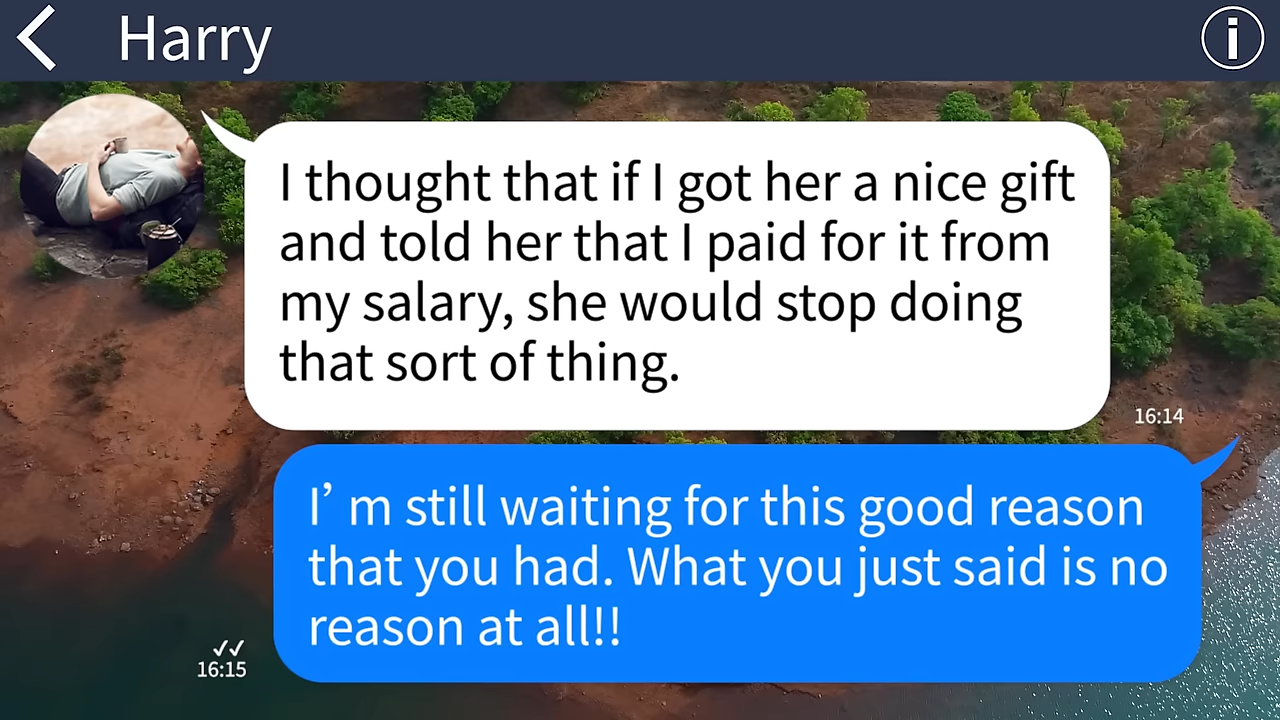 Harry
I thought that if I got her a nice gift
and told her that I paid for it from
my salary, she would stop doing
that sort of thing.
16:14
I’ m still waiting for this good reason
that you had. What you just said is no
reason at all!!
16:15